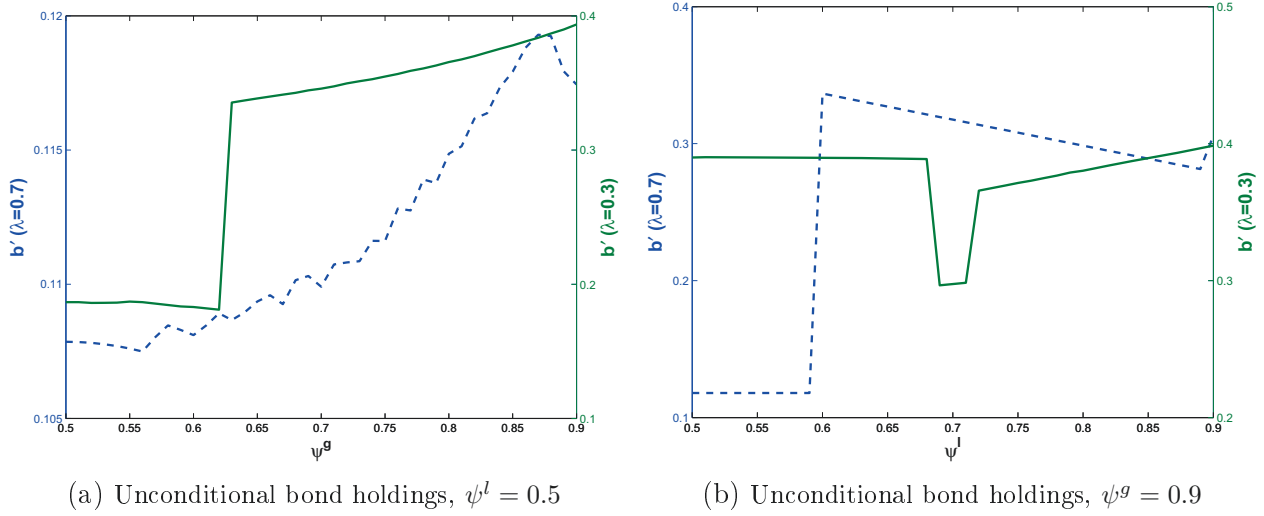 0.12
0.115
0.11
0.105
b′ (λ=0.7)
0.4
0.3
0.2
0.1
b′ (λ=0.3)
0.5 0.55 0.6 0.65 0.7 0.75 0.8 0.85 0.9
ψ^g
(a) Unconditional bond holdings, ψ^l = 0.5
0.4
0.3
0.2
0.1
b′ (λ=0.7)
0.5
0.4
0.3
0.2
b′ (λ=0.3)
0.5 0.55 0.6 0.65 0.7 0.75 0.8 0.85 0.9
ψ^l
(b) Unconditional bond holdings, ψ^g = 0.9